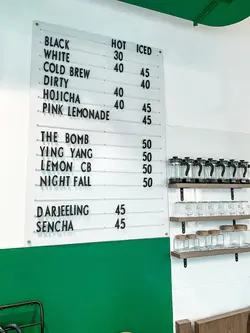 HOT ICED
BLACK 30
WHITE 40
COLD BREW 45
DIRTY 40
HOJICHA 40 45
PINK LEMONADE 45
THE BOMB 50
YING YANG 50
LEMON CB 50
NIGHT FALL 50
DARJEELING 45
SENCHA 45